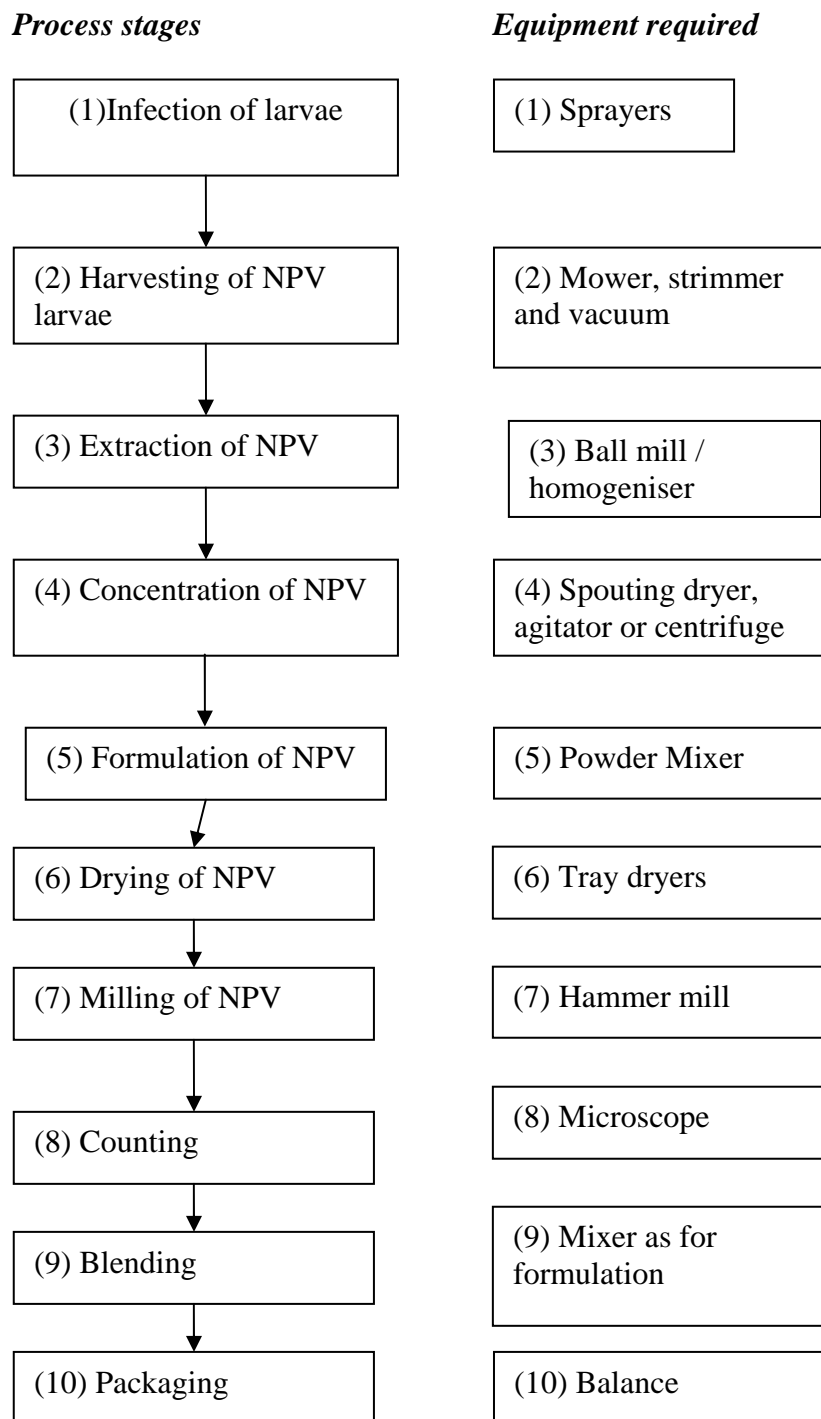 Process stages
Equipment required
(1)Infection of larvae
(1) Sprayers
(2) Harvesting of NPV
larvae
(2) Mower, strimmer
and vacuum
(3) Extraction of NPV
(3) Ball mill /
homogeniser
(4) Concentration of NPV
(4) Spouting dryer,
agitator or centrifuge
(5) Formulation of NPV
(5) Powder Mixer
(6) Drying of NPV
(6) Tray dryers
(7) Milling of NPV
(7) Hammer mill
(8) Counting
(8) Microscope
(9) Blending
(9) Mixer as for
formulation
(10) Packaging
(10) Balance